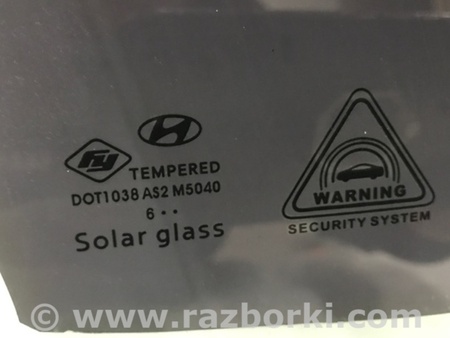 TEMPERED
DOT1038 AS2 M5040
6 ..
Solar glass
WARNING
SECURITY SYSTEM
© www.razborki.com